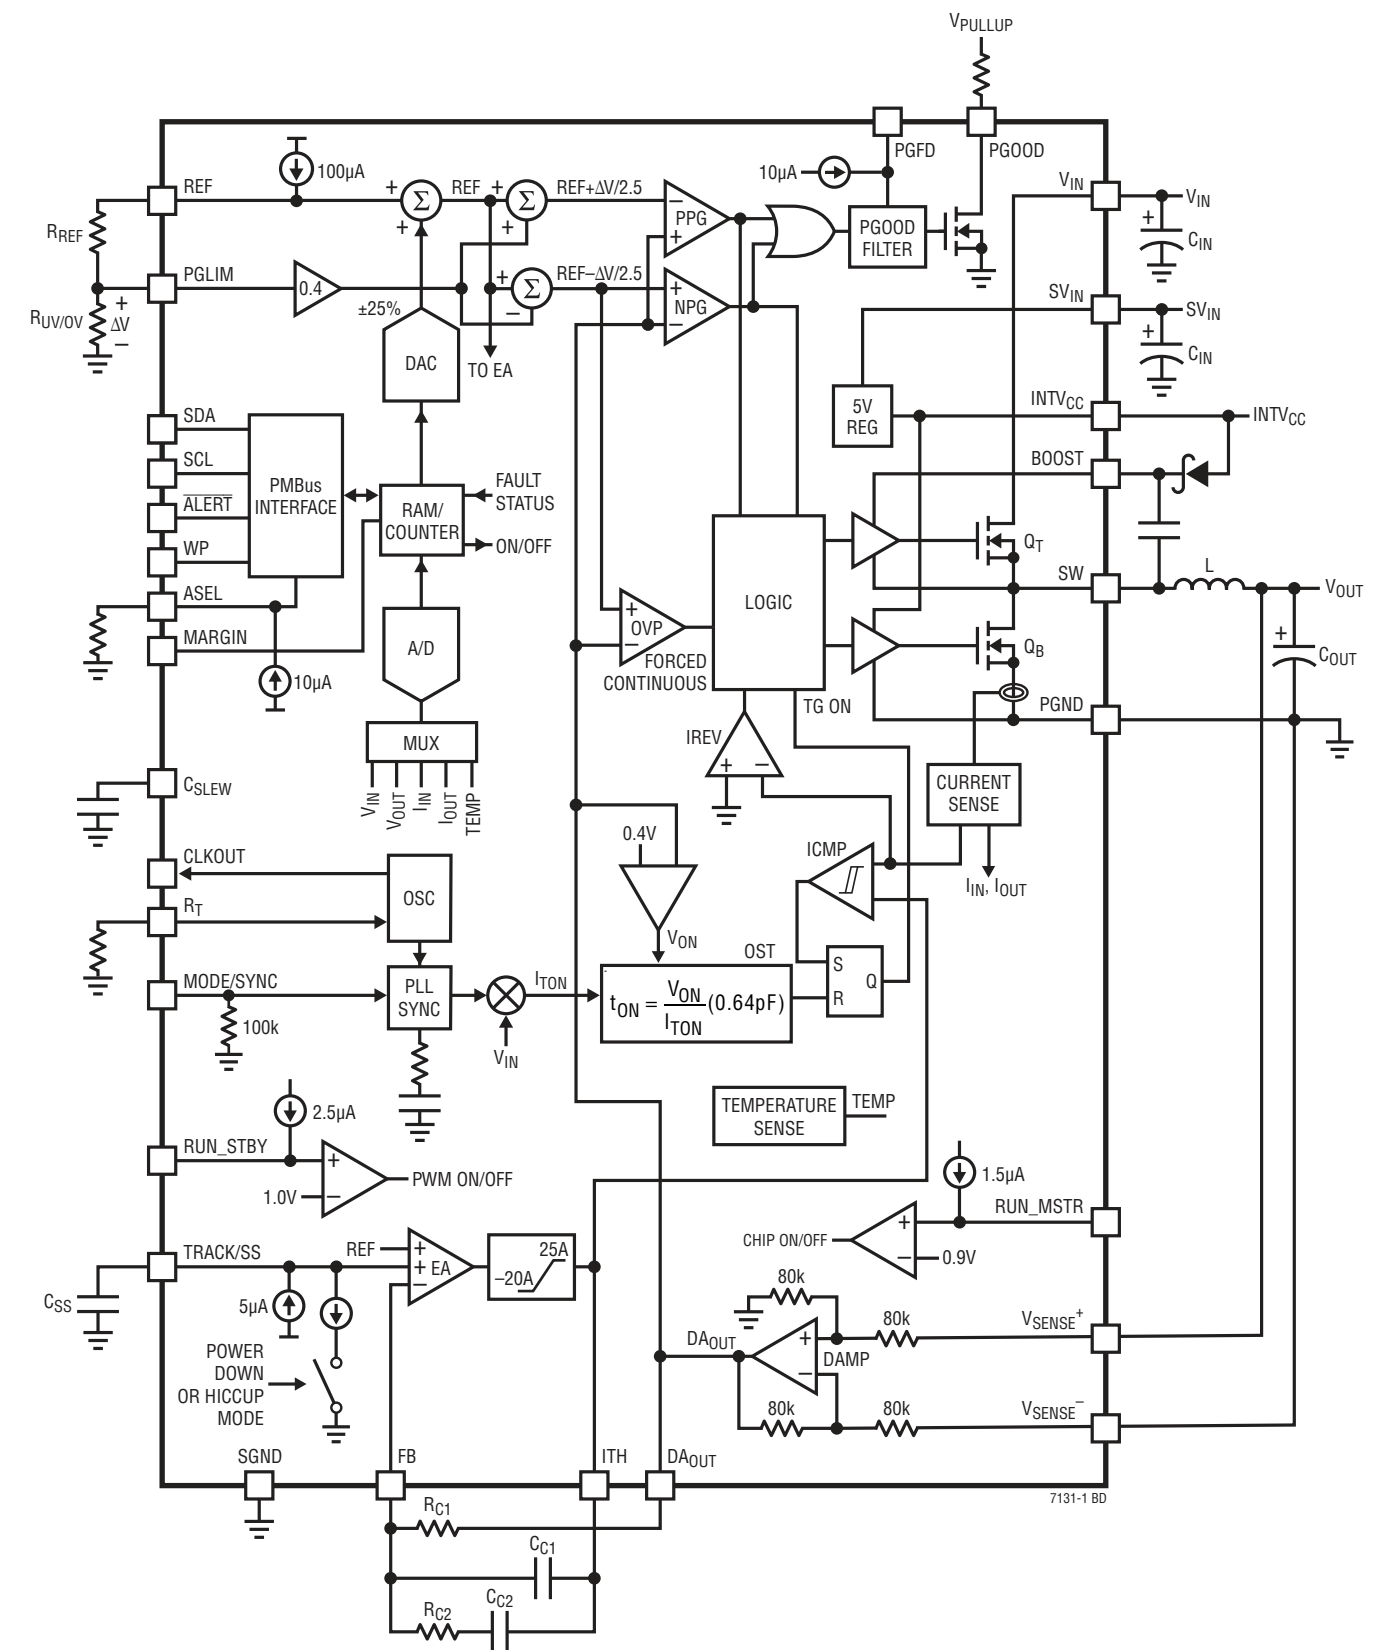 VPULLUP
PGFD
PGOOD
10µA
100µA
REF
+
Σ
+
REF
+
Σ
+
REF+ΔV/2.5
−
PPG
+
PGOOD
FILTER
VIN
VIN
+
CIN
RREF
PGLIM
0.4
±25%
+
Σ
−
REF−ΔV/2.5
+
NPG
−
RUV/OV
+
ΔV
−
DAC
TO EA
SVIN
SVIN
+
CIN
5V
REG
INTVCC
INTVCC
BOOST
SDA
SCL
ALERT
WP
ASEL
MARGIN
PMBus
INTERFACE
RAM/
COUNTER
FAULT
STATUS
ON/OFF
10µA
A/D
MUX
VIN
VOUT
IIN
IOUT
TEMP
LOGIC
+
OVP
−
FORCED
CONTINUOUS
TG ON
QT
SW
L
VOUT
QB
+
COUT
PGND
IREV
+ −
CURRENT
SENSE
IIN, IOUT
CSLEW
CLKOUT
OSC
RT
MODE/SYNC
100k
PLL
SYNC
ITON
VIN
0.4V
VON
ICMP
OST
tON = VON/ITON (0.64pF)
S
Q
R
TEMPERATURE
SENSE
TEMP
2.5µA
RUN_STBY
+
1.0V
−
PWM ON/OFF
1.5µA
RUN_MSTR
+
CHIP ON/OFF
−
0.9V
TRACK/SS
REF
+
+ EA
−
25A
−20A
CSS
5µA
POWER
DOWN
OR HICCUP
MODE
80k
DAOUT
+
DAMP
−
80k
VSENSE+
80k
80k
VSENSE−
SGND
FB
ITH
DAOUT
7131-1 BD
RC1
CC1
RC2
CC2